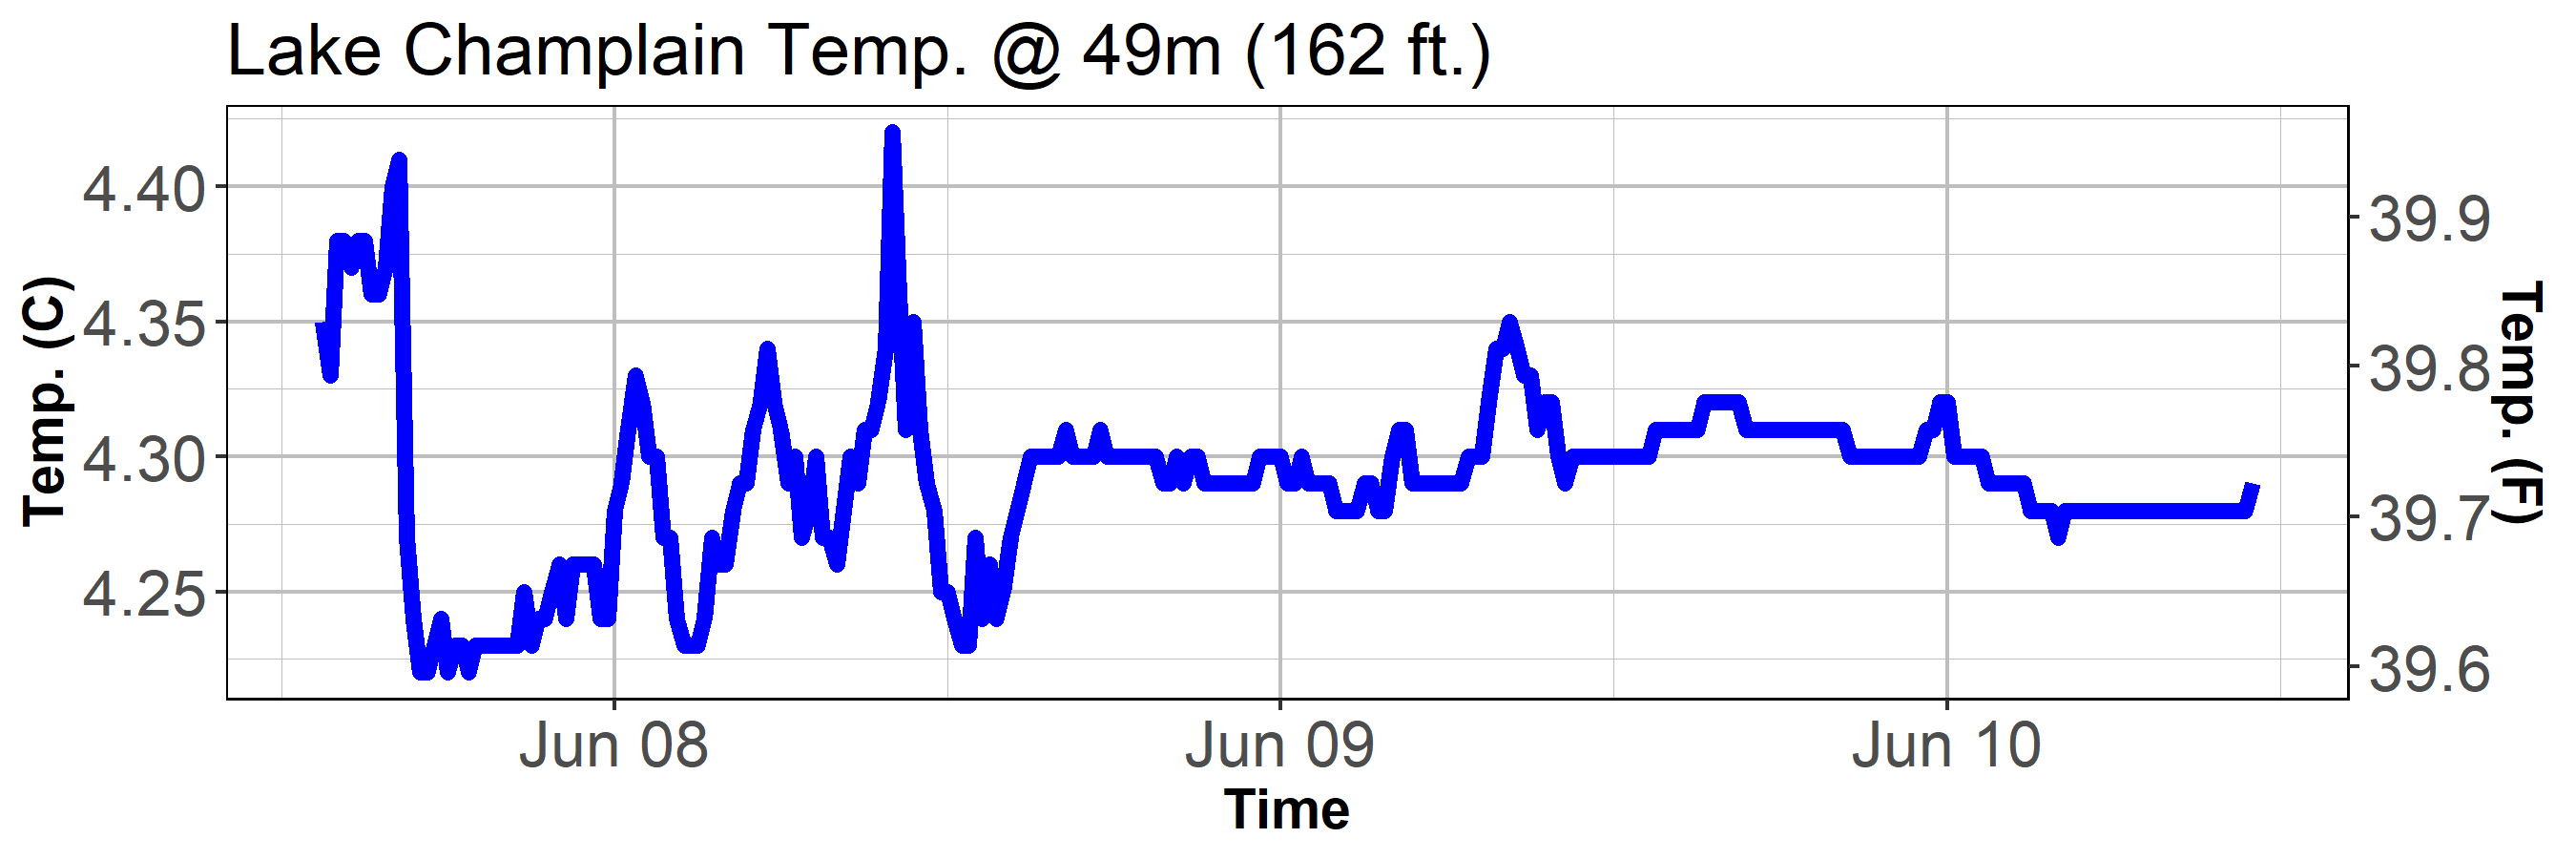 Lake Champlain Temp. @ 49m (162 ft.)
Temp. (C)
4.40
4.35
4.30
4.25
39.9
39.8
39.7
39.6
Temp. (F)
Jun 08
Jun 09
Jun 10
Time